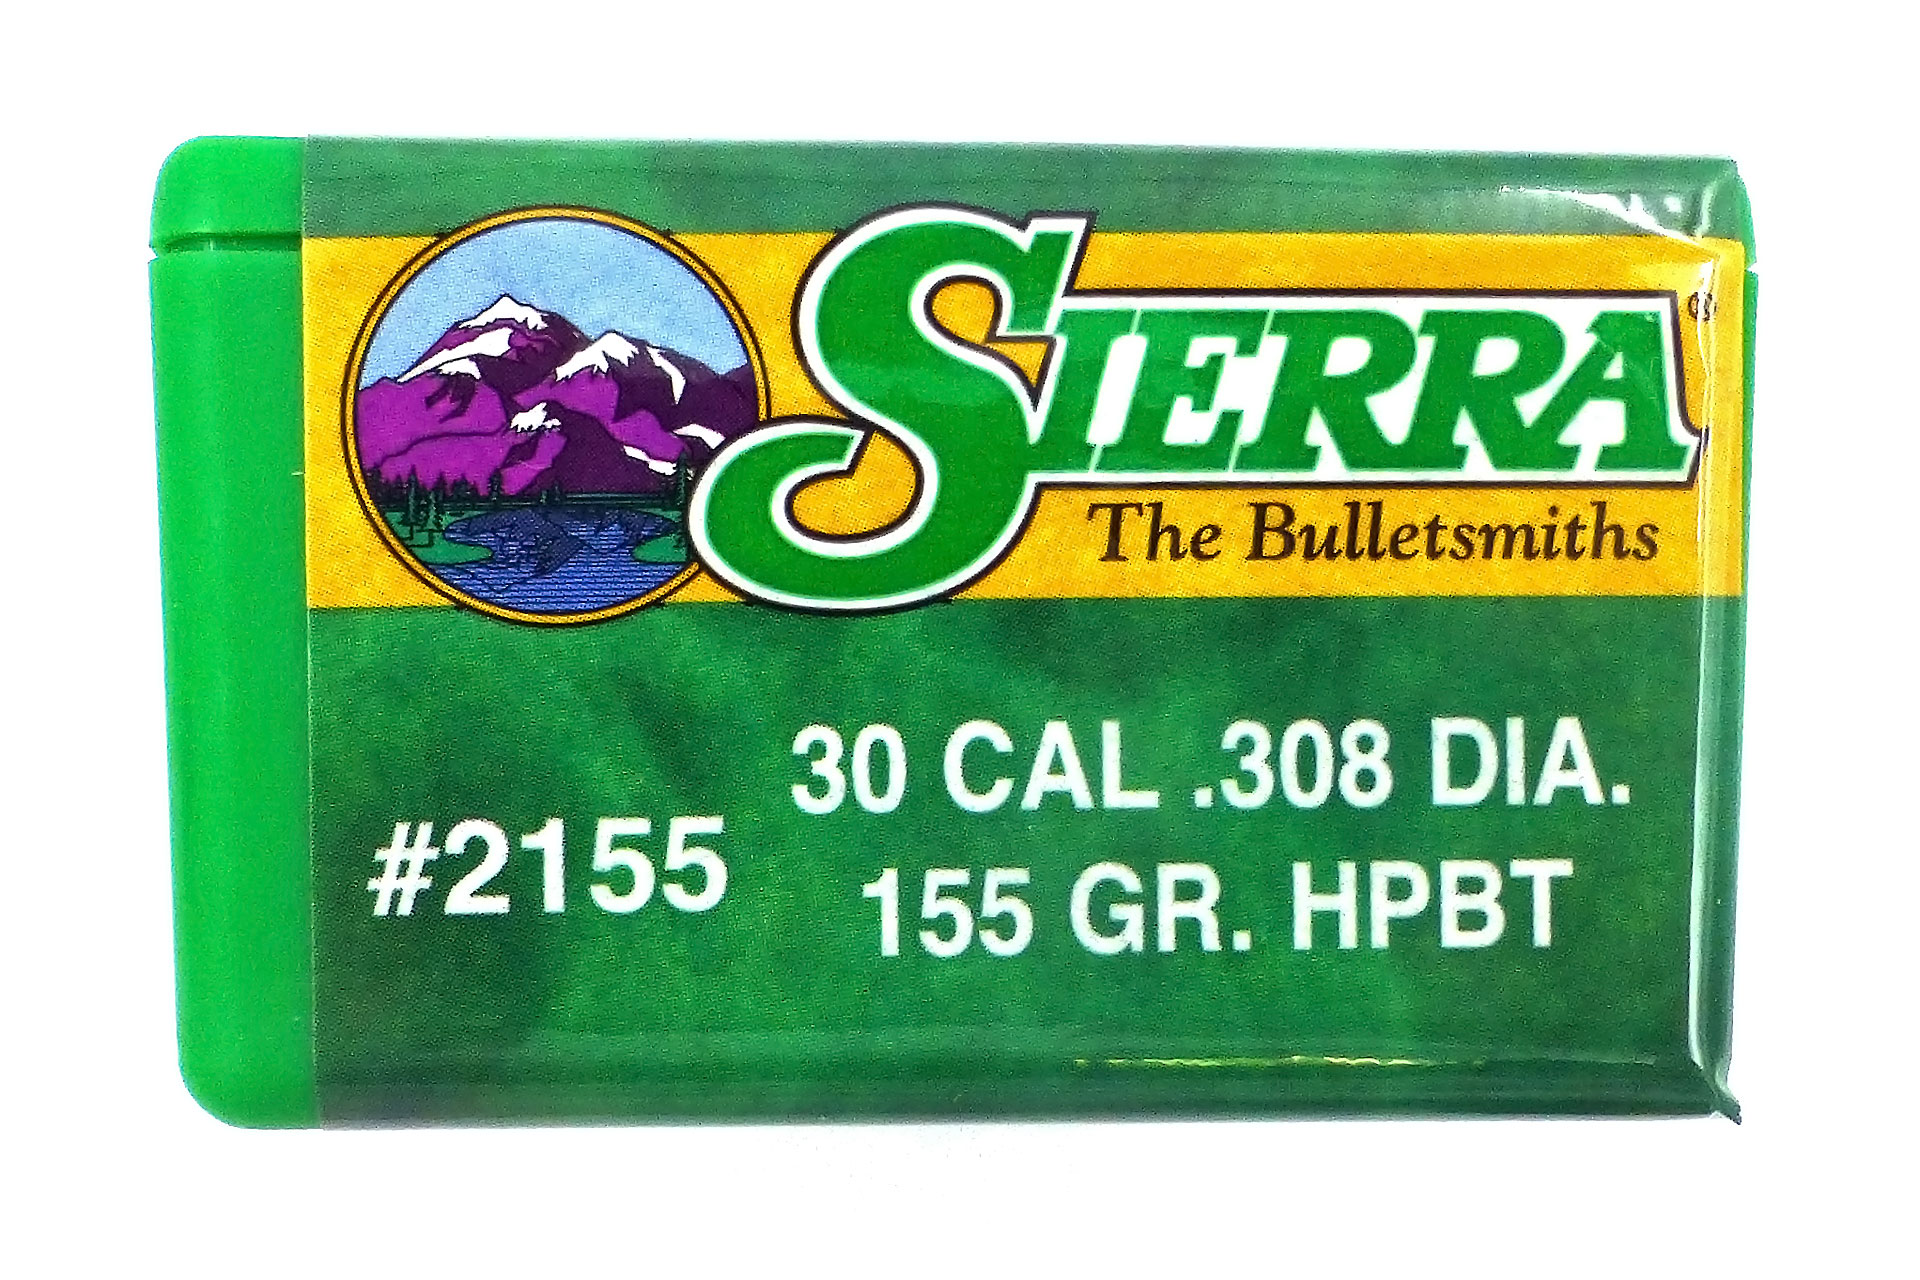 SIERRA®
The Bulletsmiths
30 CAL .308 DIA.
#2155
155 GR. HPBT